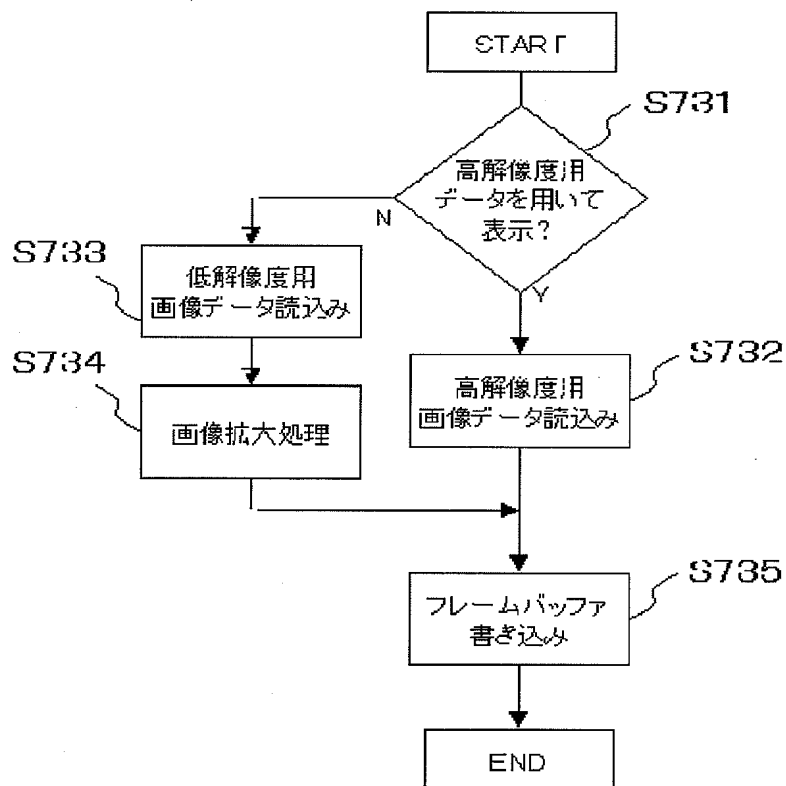 START
S731
高解像度用
データを用いて
表示？
N
Y
S733
低解像度用
画像データ読込み
S734
画像拡大処理
S732
高解像度用
画像データ読込み
S735
フレームバッファ
書き込み
END